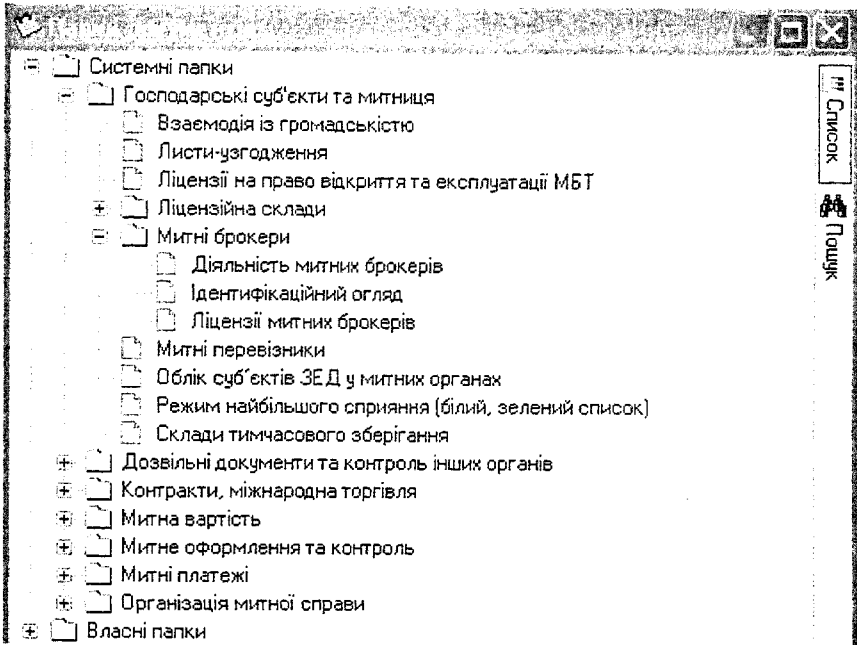 Системні папки
Господарські суб'єкти та митниця
Взаємодія із громадськістю
Листи-узгодження
Ліцензії на право відкриття та експлуатації МБТ
Ліцензійна склади
Митні брокери
Діяльність митних брокерів
Ідентифікаційний огляд
Ліцензії митних брокерів
Митні перевізники
Облік суб'єктів ЗЕД у митних органах
Режим найбільшого сприяння (білий, зелений список)
Склади тимчасового зберігання
Дозвільні документи та контроль інших органів
Контракти, міжнародна торгівля
Митна вартість
Митне оформлення та контроль
Митні платежі
Організація митної справи
Власні папки
Список
Пошук